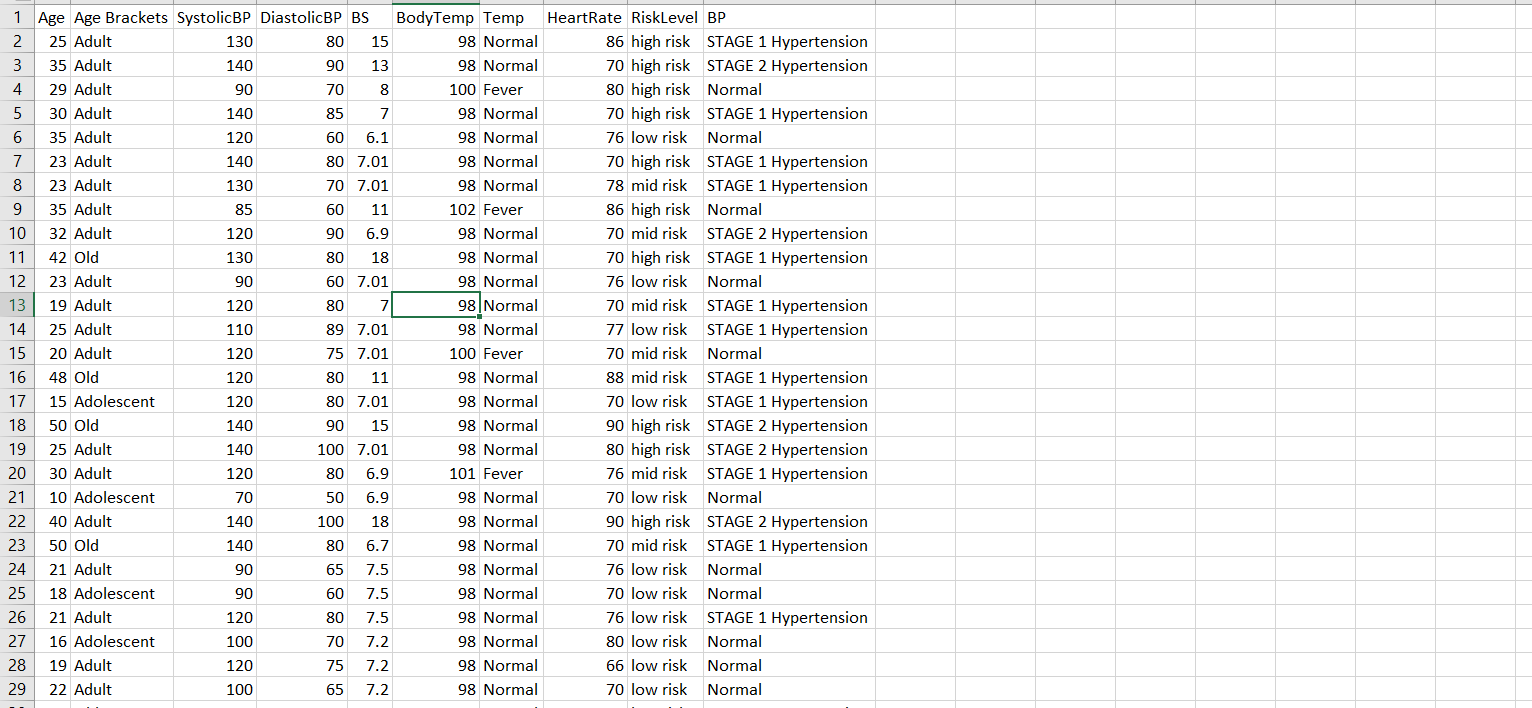 1 Age Age Brackets SystolicBP DiastolicBP BS BodyTemp Temp HeartRate RiskLevel BP
2 25 Adult 130 80 15 98 Normal 86 high risk STAGE 1 Hypertension
3 35 Adult 140 90 13 98 Normal 70 high risk STAGE 2 Hypertension
4 29 Adult 90 70 8 100 Fever 80 high risk Normal
5 30 Adult 140 85 7 98 Normal 70 high risk STAGE 1 Hypertension
6 35 Adult 120 60 6.1 98 Normal 76 low risk Normal
7 23 Adult 140 80 7.01 98 Normal 70 high risk STAGE 1 Hypertension
8 23 Adult 130 70 7.01 98 Normal 78 mid risk STAGE 1 Hypertension
9 35 Adult 85 60 11 102 Fever 86 high risk Normal
10 32 Adult 120 90 6.9 98 Normal 70 mid risk STAGE 2 Hypertension
11 42 Old 130 80 18 98 Normal 70 high risk STAGE 1 Hypertension
12 23 Adult 90 60 7.01 98 Normal 76 low risk Normal
13 19 Adult 120 80 7 98 Normal 70 mid risk STAGE 1 Hypertension
14 25 Adult 110 89 7.01 98 Normal 77 low risk STAGE 1 Hypertension
15 20 Adult 120 75 7.01 100 Fever 70 mid risk Normal
16 48 Old 120 80 11 98 Normal 88 mid risk STAGE 1 Hypertension
17 15 Adolescent 120 80 7.01 98 Normal 70 low risk STAGE 1 Hypertension
18 50 Old 140 90 15 98 Normal 90 high risk STAGE 2 Hypertension
19 25 Adult 140 100 7.01 98 Normal 80 high risk STAGE 2 Hypertension
20 30 Adult 120 80 6.9 101 Fever 76 mid risk STAGE 1 Hypertension
21 10 Adolescent 70 50 6.9 98 Normal 70 low risk Normal
22 40 Adult 140 100 18 98 Normal 90 high risk STAGE 2 Hypertension
23 50 Old 140 80 6.7 98 Normal 70 mid risk STAGE 1 Hypertension
24 21 Adult 90 65 7.5 98 Normal 76 low risk Normal
25 18 Adolescent 90 60 7.5 98 Normal 70 low risk Normal
26 21 Adult 120 80 7.5 98 Normal 76 low risk STAGE 1 Hypertension
27 16 Adolescent 100 70 7.2 98 Normal 80 low risk Normal
28 19 Adult 120 75 7.2 98 Normal 66 low risk Normal
29 22 Adult 100 65 7.2 98 Normal 70 low risk Normal